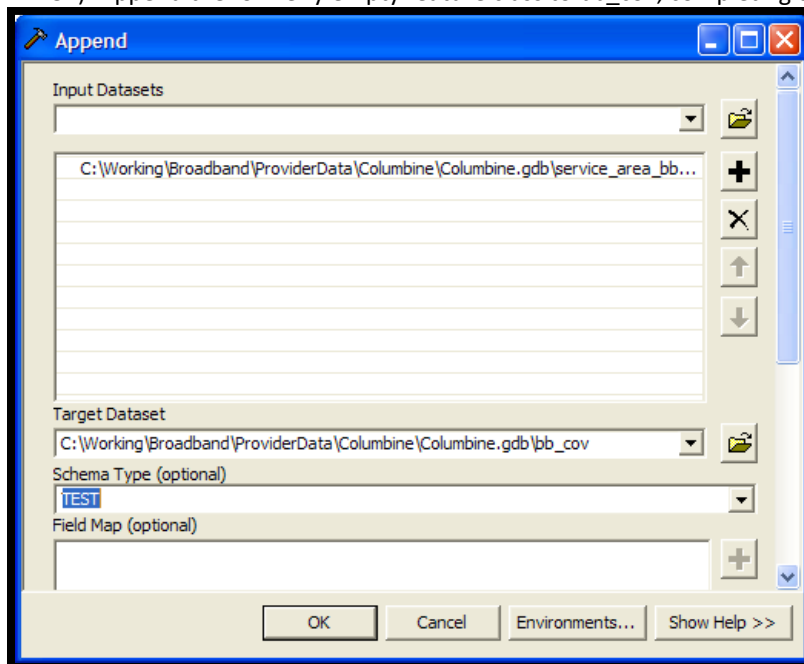 Append
Input Datasets
C:\Working\Broadband\ProviderData\Columbine\Columbine.gdb\service_area_bb...
Target Dataset
C:\Working\Broadband\ProviderData\Columbine\Columbine.gdb\bb_cov
Schema Type (optional)
TEST
Field Map (optional)
OK Cancel Environments... Show Help >>